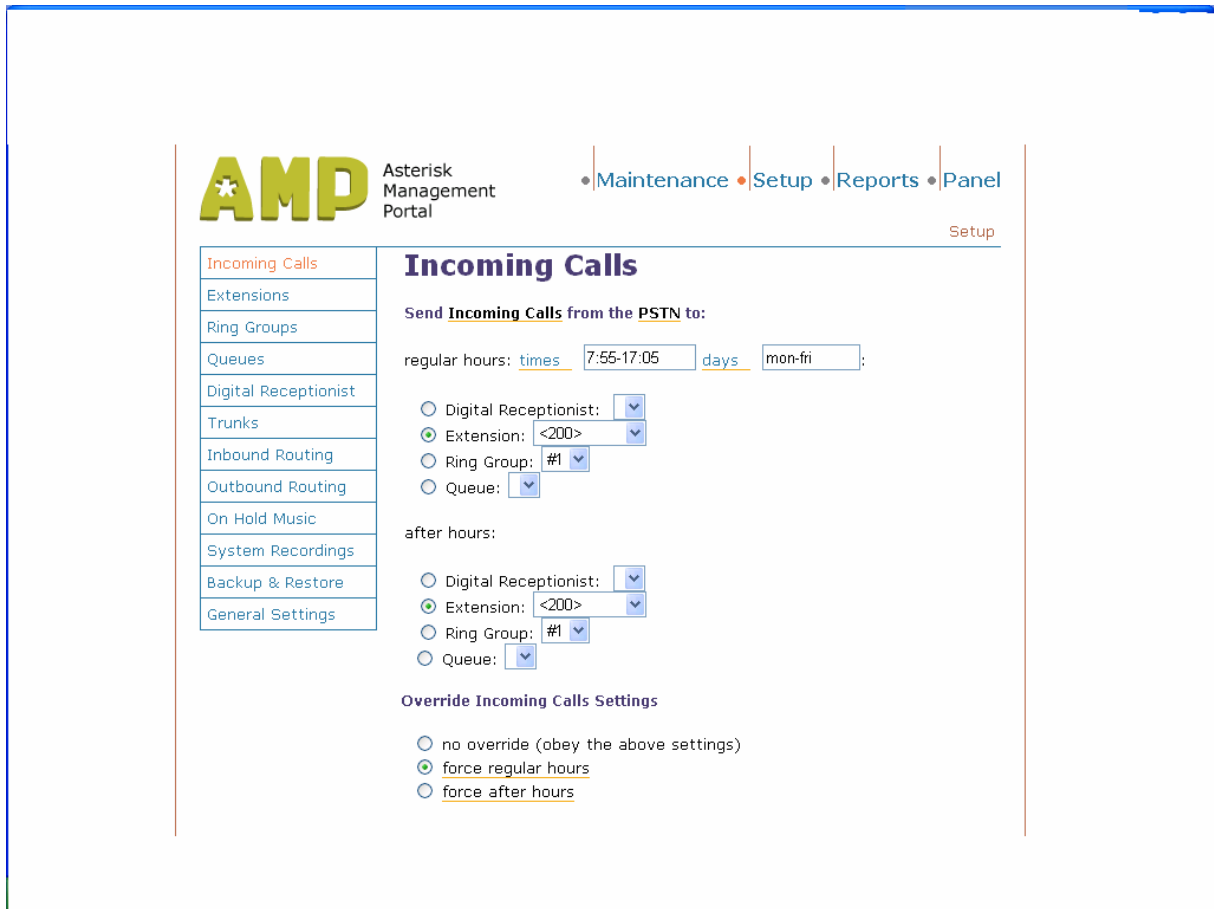 AMP
Asterisk
Management
Portal
Maintenance Setup Reports Panel
Setup
Incoming Calls
Extensions
Ring Groups
Queues
Digital Receptionist
Trunks
Inbound Routing
Outbound Routing
On Hold Music
System Recordings
Backup & Restore
General Settings
Incoming Calls
Send Incoming Calls from the PSTN to:
regular hours: times 7:55-17:05 days mon-fri :
Digital Receptionist:
Extension: <200>
Ring Group: #1
Queue:
after hours:
Digital Receptionist:
Extension: <200>
Ring Group: #1
Queue:
Override Incoming Calls Settings
no override (obey the above settings)
force regular hours
force after hours